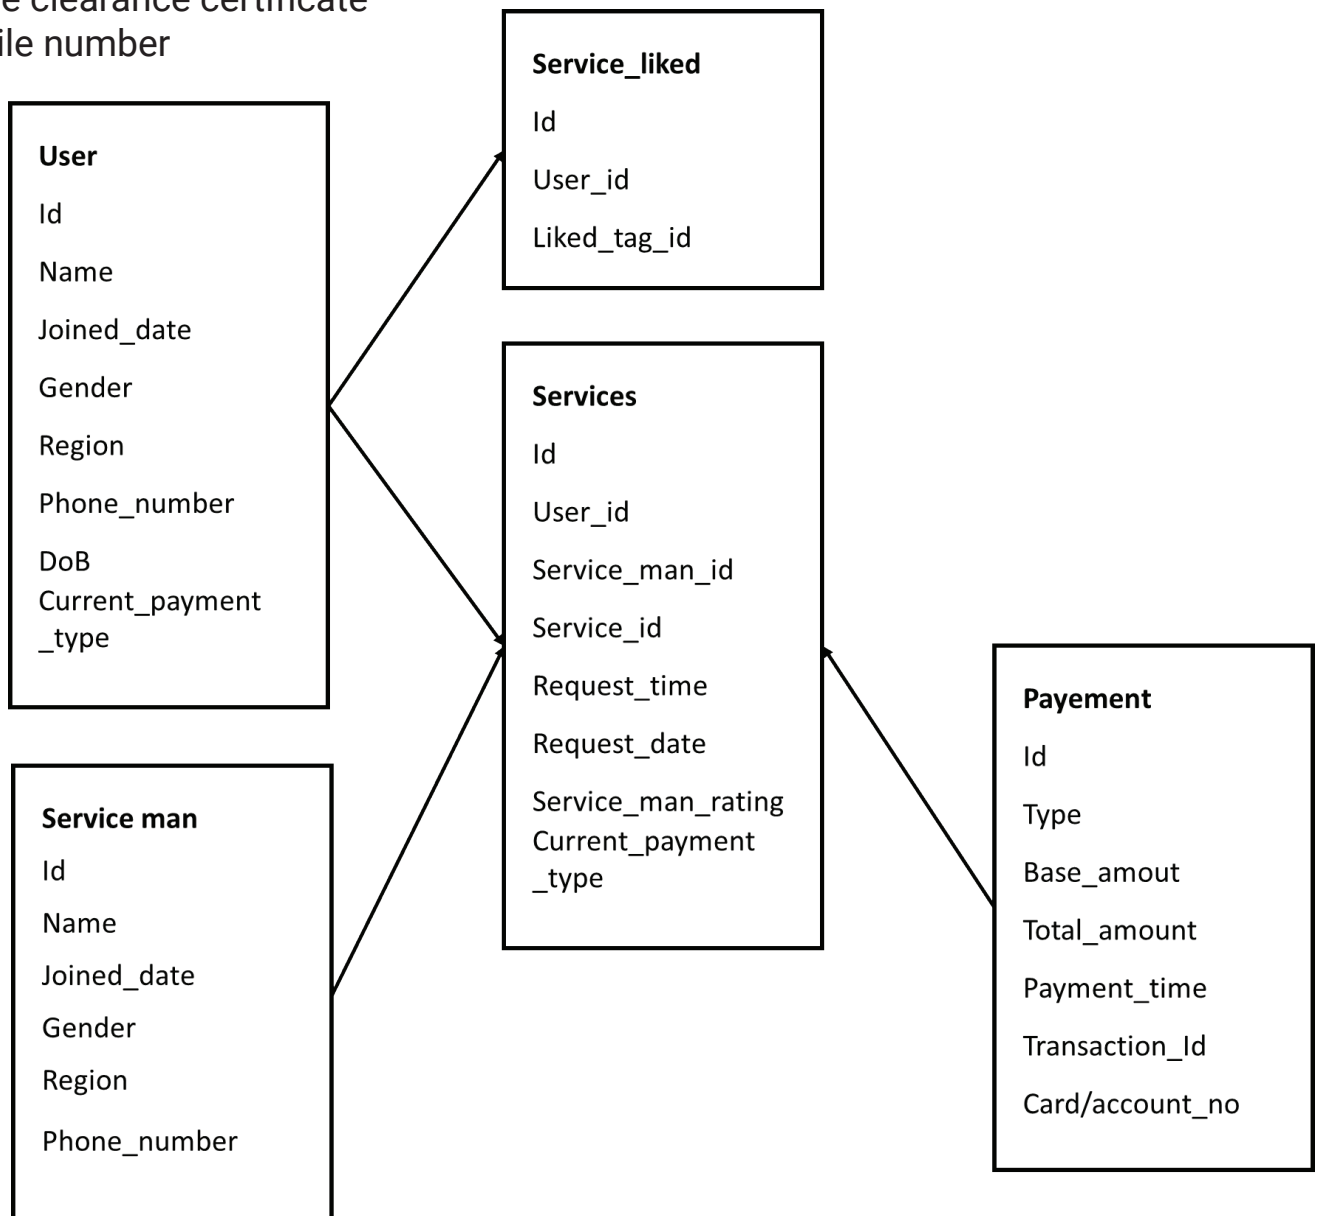 e clearance certificate
ile number
User
Id
Name
Joined_date
Gender
Region
Phone_number
DoB
Current_payment
_type
Service man
Id
Name
Joined_date
Gender
Region
Phone_number
Service_liked
Id
User_id
Liked_tag_id
Services
Id
User_id
Service_man_id
Service_id
Request_time
Request_date
Service_man_rating
Current_payment
_type
Payement
Id
Type
Base_amout
Total_amount
Payment_time
Transaction_Id
Card/account_no